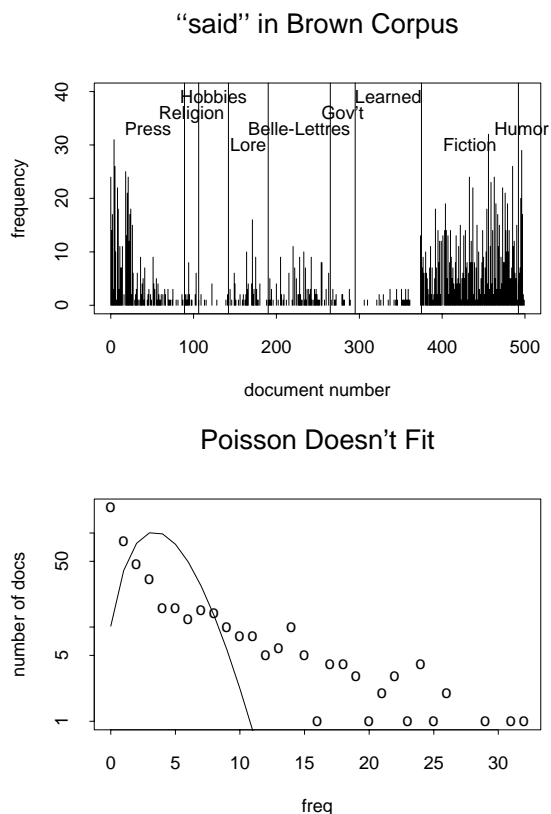 “said” in Brown Corpus
frequency
40
30
20
10
0
Hobbies
Learned
Religion
Gov't
Press
Belle-Lettres
Humor
Lore
Fiction
0 100 200 300 400 500
document number
Poisson Doesn't Fit
number of docs
50
5
1
0 5 10 15 20 25 30
freq